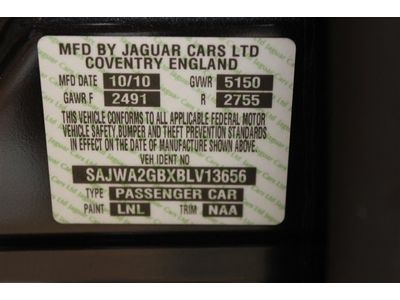 MFD BY JAGUAR CARS LTD
COVENTRY ENGLAND
MFD DATE 10/10 GVWR 5150
GAWR F 2491 R 2755
THIS VEHICLE CONFORMS TO ALL APPLICABLE FEDERAL MOTOR
VEHICLE SAFETY, BUMPER AND THEFT PREVENTION STANDARDS
IN EFFECT ON THE DATE OF MANUFACTURE SHOWN ABOVE.
VEH IDENT NO
SAJWA2GBXBLV13656
TYPE PASSENGER CAR
PAINT LNL TRIM NAA